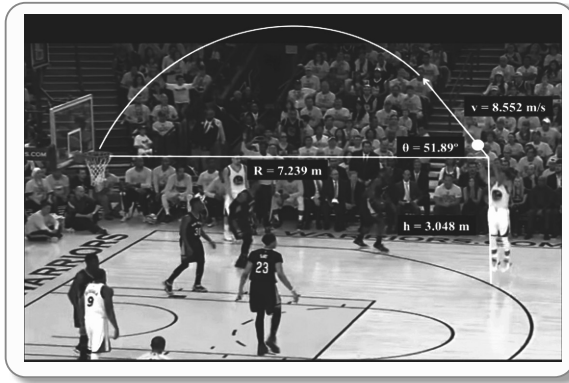 v = 8.552 m/s
θ = 51.89°
R = 7.239 m
h = 3.048 m
WARRIORS
23
9